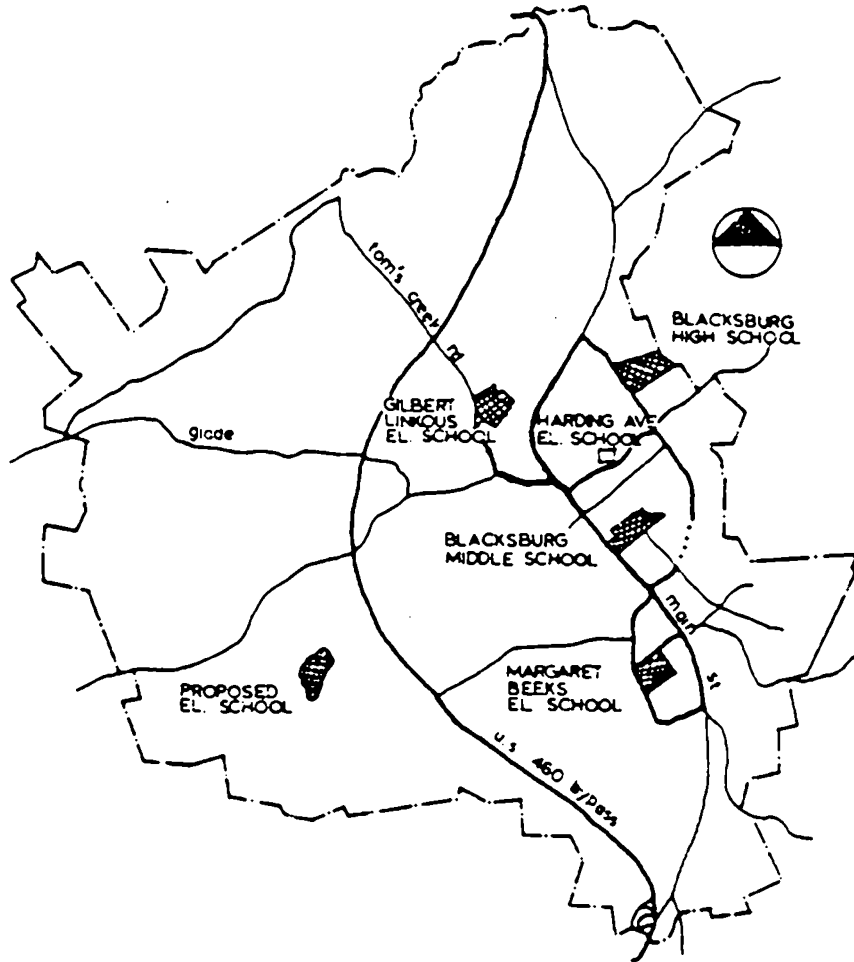 tom's creek rd
BLACKSBURG
HIGH SCHOOL
GILBERT
LINKOUS
EL. SCHOOL
HARDING AVE
EL. SCHOOL
glade
BLACKSBURG
MIDDLE SCHOOL
main st
PROPOSED
EL. SCHOOL
MARGARET
BEEKS
EL SCHOOL
u.s 460 by/pass